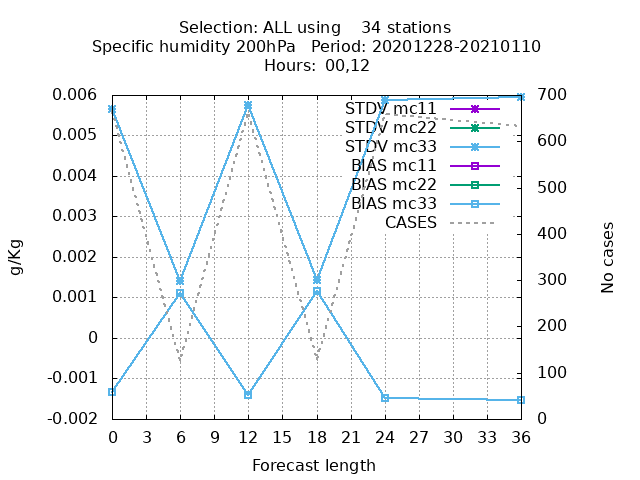 Selection: ALL using    34 stations
Specific humidity 200hPa   Period: 20201228-20210110
Hours: 00,12
0.006
0.005
0.004
0.003
0.002
0.001
0
-0.001
-0.002
g/Kg
STDV mc11
STDV mc22
STDV mc33
BIAS mc11
BIAS mc22
BIAS mc33
CASES
700
600
500
400
300
200
100
0
No cases
0 3 6 9 12 15 18 21 24 27 30 33 36
Forecast length